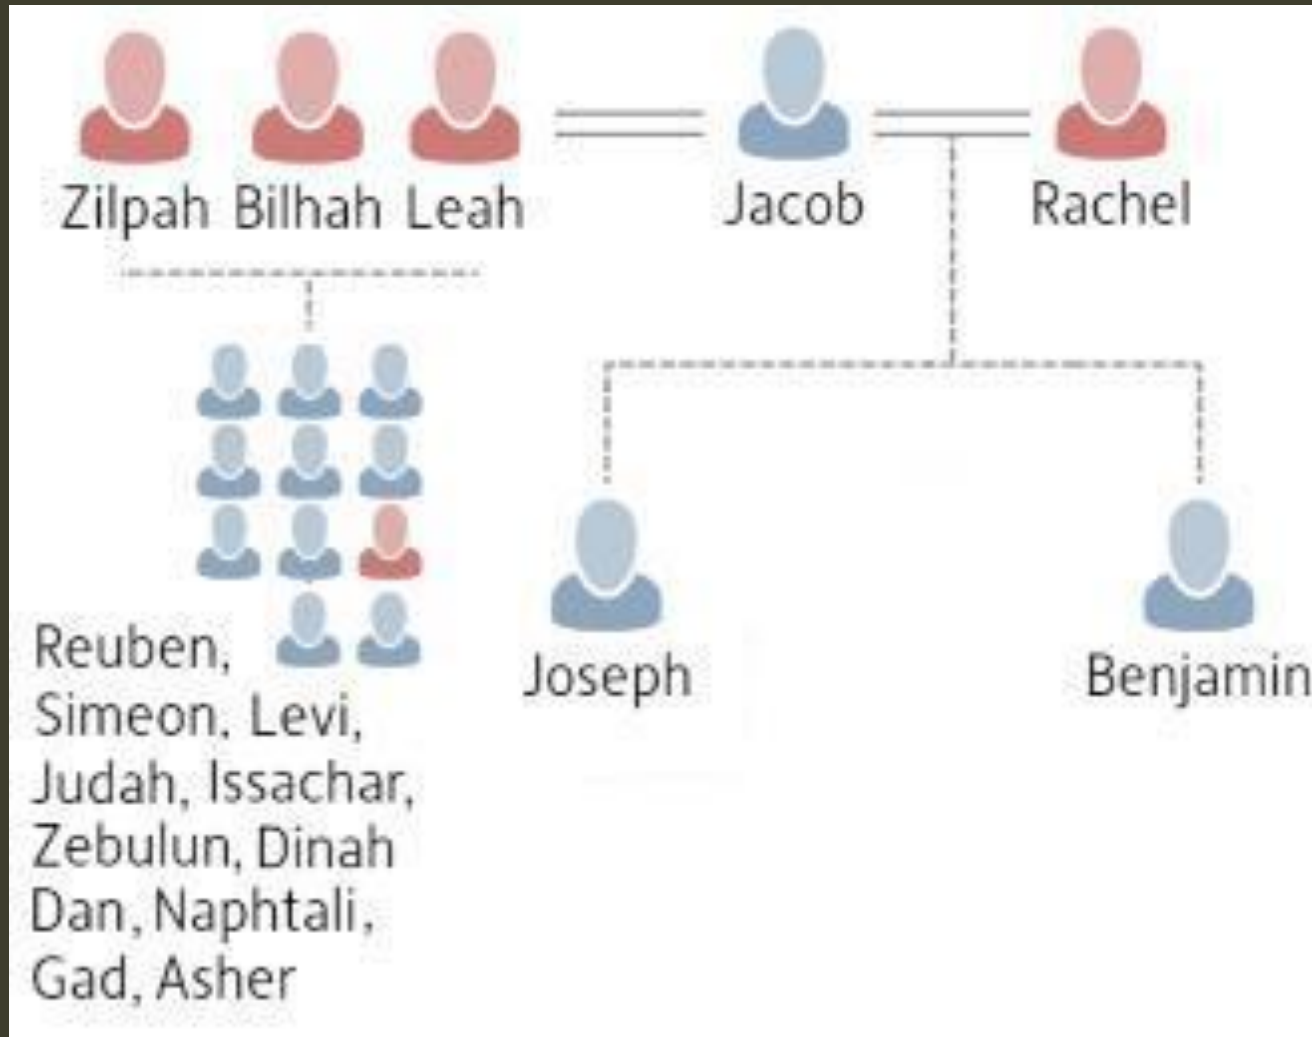 Zilpah Bilhah Leah Jacob Rachel
Joseph Benjamin
Reuben,
Simeon, Levi,
Judah, Issachar,
Zebulun, Dinah
Dan, Naphtali,
Gad, Asher